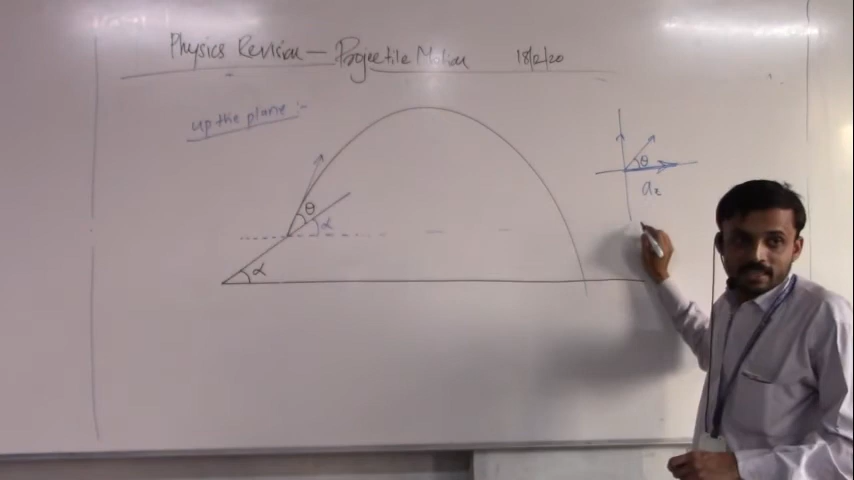 Physics Revision — Projectile Motion 18/2/20
up the plane :-
θ
α
α
θ
a_x